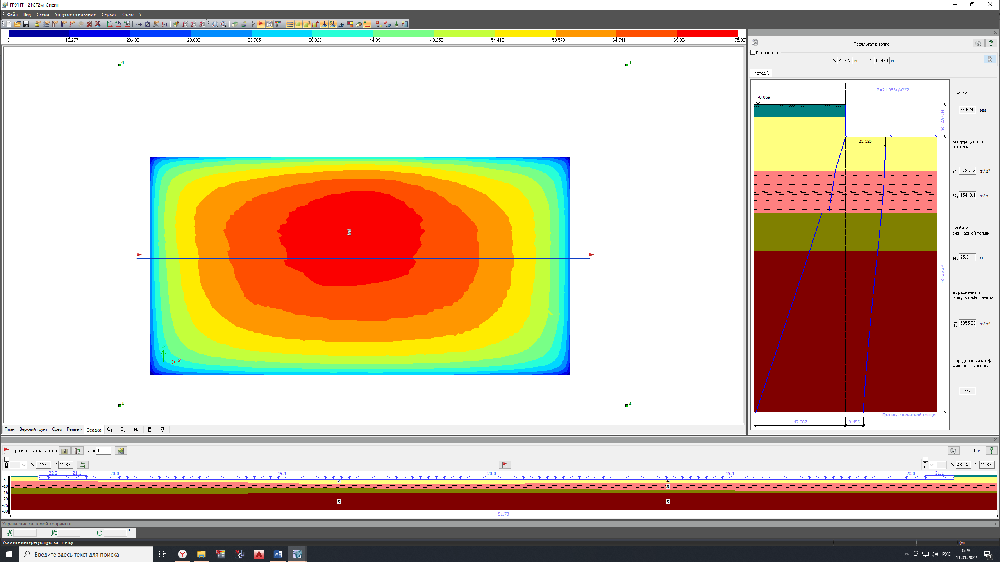 ГРУНТ - 21СТ2м_Сисин
Файл Вид Схема Упругое основание Сервис Окно ?
13.114 18.277 23.439 28.602 33.765 38.928 44.09 49.253 54.416 59.579 64.741 69.904 75.067
4
3
y
x
1
2
План Верхний грунт Срез Рельеф Осадка C1 C2 Hc E V
Результат в точке
Координаты
X 21.223 м Y 14.478 м
Метод 3
P=21.053т/м**2
-0.059
ho=2.941м
21.126
Hc=25.3м
Граница сжимаемой толщи
47.387 9.455
Осадка
74.624 мм
Коэффициенты
постели
C1 279.703 т/м3
C2 15449.1 т/м
Глубина
сжимаемой толщи
Hc 25.3 м
Усредненный
модуль деформации
E 5055.03 т/м2
Усредненный коэф-
фициент Пуассона
0.377
Произвольный разрез Шаг= 1 ( м )
X -2.99 Y 11.83 X 48.74 Y 11.83
22.2 21.1 20.0 19.1 20.0 19.1 20.0 21.1
-5
-10
-15
-20
-25
-30
2 2
3
5 5
51.73
Управление системой координат
x y °
Укажите интересующую вас точку (м)
Введите здесь текст для поиска
РУС
0:23
11.01.2022
1